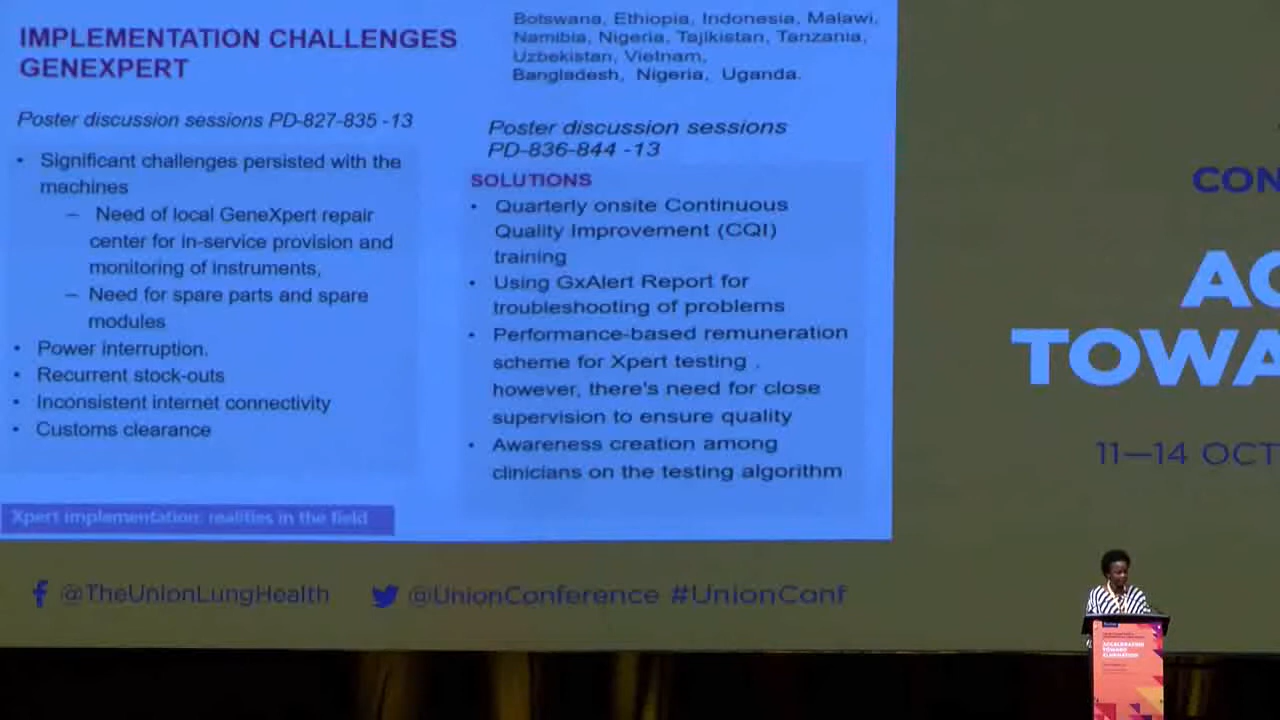 IMPLEMENTATION CHALLENGES
GENEXPERT
Poster discussion sessions PD-827-835 -13
• Significant challenges persisted with the
machines
– Need of local GeneXpert repair
center for in-service provision and
monitoring of instruments,
– Need for spare parts and spare
modules
• Power interruption.
• Recurrent stock-outs
• Inconsistent internet connectivity
• Customs clearance
Xpert implementation: realities in the field
Botswana, Ethiopia, Indonesia, Malawi,
Namibia, Nigeria, Tajikistan, Tanzania,
Uzbekistan, Vietnam,
Bangladesh, Nigeria, Uganda.
Poster discussion sessions
PD-836-844 -13
SOLUTIONS
• Quarterly onsite Continuous
Quality Improvement (CQI)
training
• Using GxAlert Report for
troubleshooting of problems
• Performance-based remuneration
scheme for Xpert testing .
however, there's need for close
supervision to ensure quality
• Awareness creation among
clinicians on the testing algorithm
@TheUnionLungHealth
@UnionConference #UnionConf
CON
AC
TOWA
11—14 OCT
ACCELERATING
TOWARD
ELIMINATION